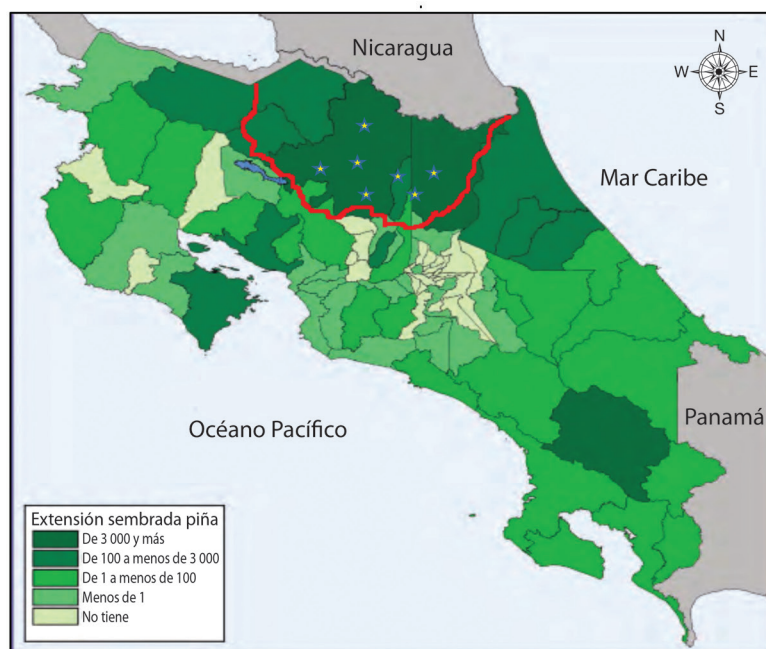 Nicaragua
N
W
E
S
Mar Caribe
Océano Pacífico
Panamá
Extensión sembrada piña
De 3 000 y más
De 100 a menos de 3 000
De 1 a menos de 100
Menos de 1
No tiene